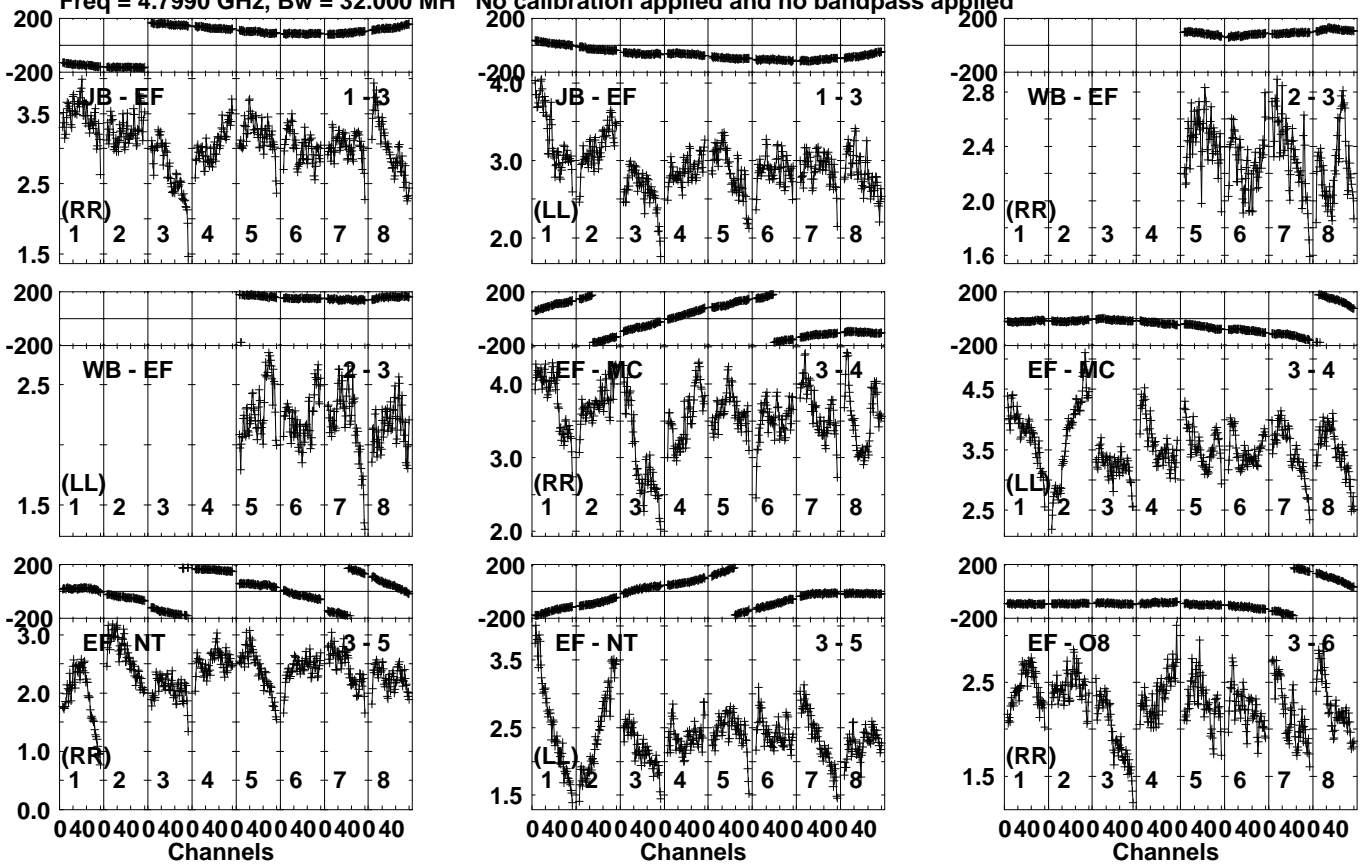 Freq = 4.7990 GHz, Bw = 32.000 MH No calibration applied and no bandpass applied
200
-200
3.5
2.5
1.5
JB - EF 1 - 3
(RR)
1 2 3 4 5 6 7 8
200
-200
4.0
3.0
2.0
JB - EF 1 - 3
(LL)
1 2 3 4 5 6 7 8
200
-200
2.8
2.4
2.0
1.6
WB - EF 2 - 3
(RR)
1 2 3 4 5 6 7 8
200
-200
2.5
1.5
WB - EF 2 - 3
(LL)
1 2 3 4 5 6 7 8
200
-200
4.0
3.0
2.0
EF - MC 3 - 4
(RR)
1 2 3 4 5 6 7 8
200
-200
4.5
3.5
2.5
EF - MC 3 - 4
(LL)
1 2 3 4 5 6 7 8
200
-200
3.0
2.0
1.0
0.0
EF - NT 3 - 5
(RR)
1 2 3 4 5 6 7 8
0 40 0 40 0 40 0 40 0 40 0 40 0 40 0 40
Channels
200
-200
3.5
2.5
1.5
EF - NT 3 - 5
(LL)
1 2 3 4 5 6 7 8
0 40 0 40 0 40 0 40 0 40 0 40 0 40 0 40
Channels
200
-200
2.5
1.5
EF - O8 3 - 6
(RR)
1 2 3 4 5 6 7 8
0 40 0 40 0 40 0 40 0 40 0 40 0 40 0 40
Channels